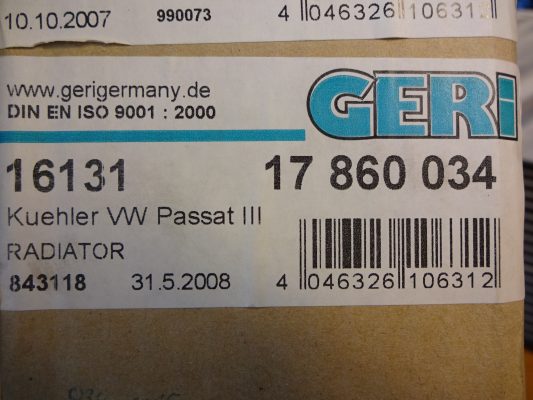 10.10.2007 990073 4 046326 106312
www.gerigermany.de
DIN EN ISO 9001 : 2000
GERi
16131 17 860 034
Kuehler VW Passat III
RADIATOR
843118 31.5.2008 4 046326 106312